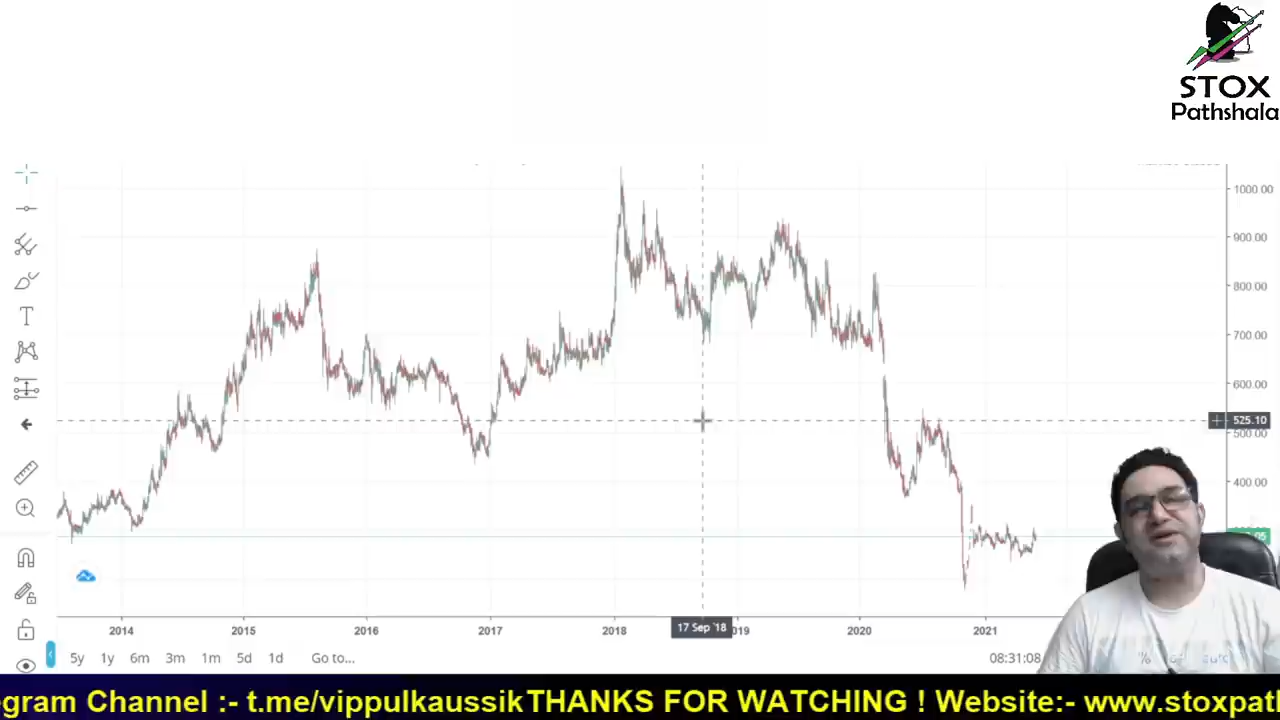 STOX
Pathshala
1000.00
900.00
800.00
700.00
600.00
525.10
500.00
400.00
2014 2015 2016 2017 2018 17 Sep '18 019 2020 2021
5y 1y 6m 3m 1m 5d 1d Go to... 08:31:08 %
egram Channel :- t.me/vippulkaussik THANKS FOR WATCHING ! Website:- www.stoxpat